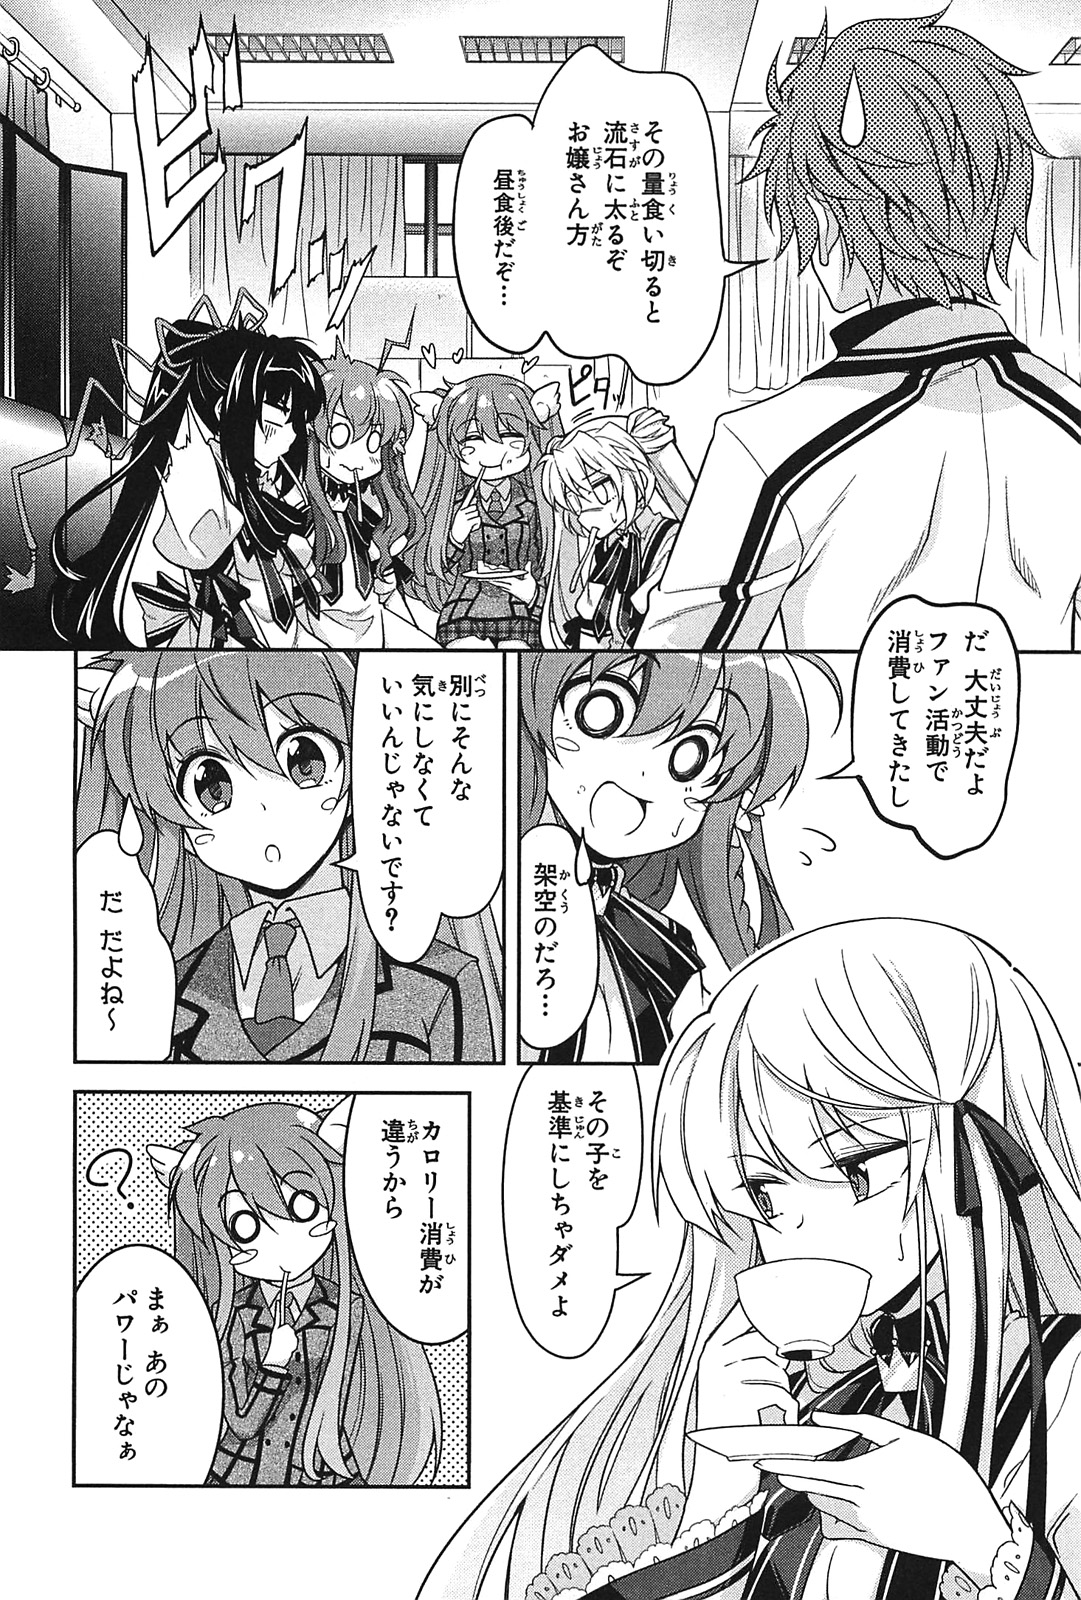 その量食い切ると
流石に太るぞ
お嬢さん方
昼食後だぞ…
ビクゥッ
ピタッ
だ 大丈夫だよ
ファン活動で
消費してきたし
架空のだろ…
別にそんな
気にしなくて
いいんじゃないです?
だ だよね～
その子を
基準にしちゃダメよ
カロリー消費が
違うから
?
まぁ あの
パワーじゃなぁ